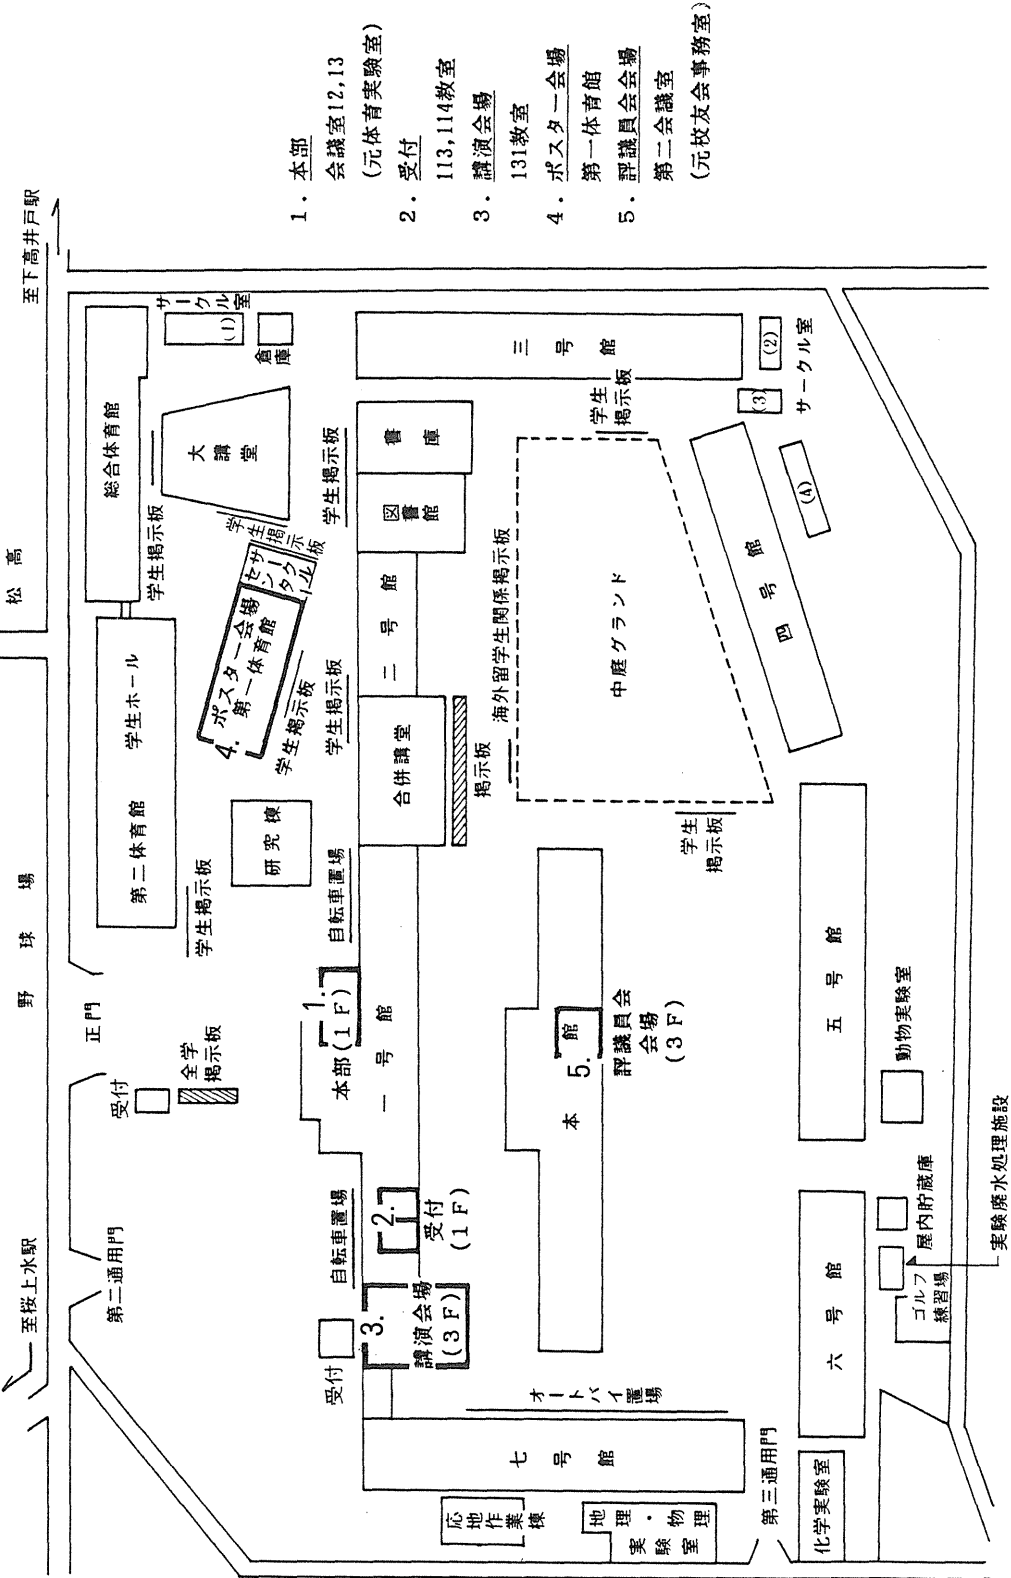 至桜上水駅
野球場
松高
至下高井戸駅
第二通用門
正門
受付
全学
掲示板
学生掲示板
第二体育館
学生ホール
学生掲示板
総合体育館
サークル室
(1)
倉庫
大講堂
学生掲示板
サークル
センター
4.
ポスター会場
第一体育館
学生掲示板
研究棟
自転車置場
学生掲示板
学生掲示板
受付
自転車置場
1.
本部(1F)
一号館
2.
受付
(1F)
3.
講演会場
(3F)
合併講堂
掲示板
二号館
図書館
書庫
三号館
海外留学生関係掲示板
学生
掲示板
中庭グランド
学生
掲示板
本館
5.
評議員会
会場
(3F)
オートバイ置場
七号館
応地作業棟
地理・物理
実験室
第三通用門
化学実験室
六号館
五号館
四号館
(2)
(3)
サークル室
(4)
動物実験室
屋内貯蔵庫
ゴルフ
練習場
実験廃水処理施設
1. 本部
会議室12,13
(元体育実験室)
2. 受付
113,114教室
3. 講演会場
131教室
4. ポスター会場
第一体育館
5. 評議員会会場
第二会議室
(元校友会事務室)